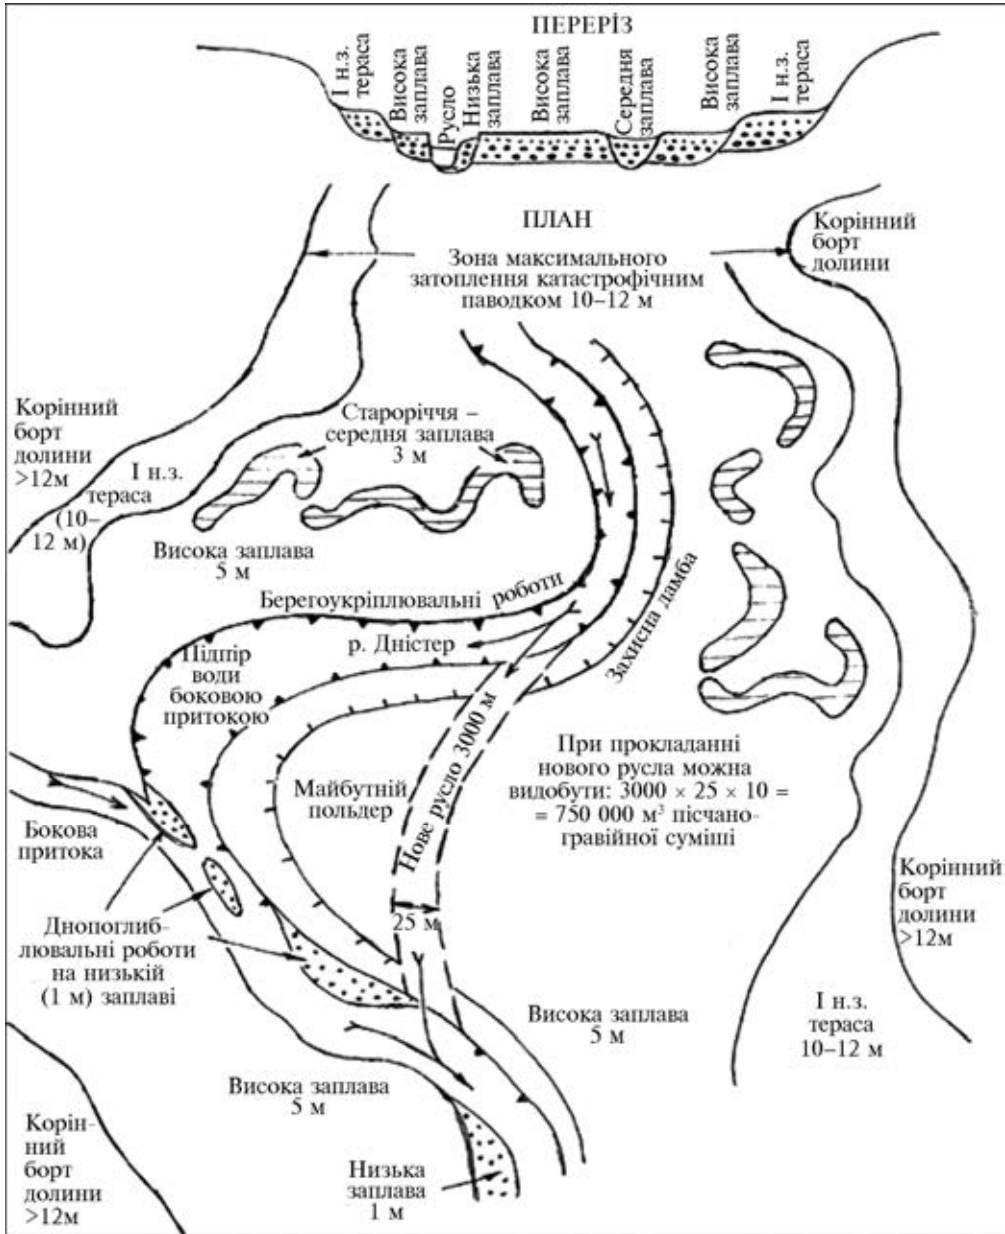 ПЕРЕРІЗ
І н.з.
тераса
Висока
заплава
Русло
Низька
заплава
Висока
заплава
Середня
заплава
Висока
заплава
І н.з.
тераса
ПЛАН
Зона максимального
затоплення катастрофічним
паводком 10–12 м
Корінний
борт
долини
Корінний
борт
долини
>12м
І н.з.
тераса
(10–
12 м)
Староріччя –
середня заплава
3 м
Висока заплава
5 м
Берегоукріплювальні роботи
р. Дністер
Захисна дамба
Підпір
води
боковою
притокою
Майбутній
польдер
Нове русло 3000 м
При прокладанні
нового русла можна
видобути: 3000 × 25 × 10 =
= 750 000 м³ пісчано-
гравійної суміші
Бокова
притока
25 м
Корінний
борт
долини
>12м
Днопоглиб-
лювальні роботи
на низькій
(1 м) заплаві
Висока заплава
5 м
І н.з.
тераса
10–12 м
Висока заплава
5 м
Корін-
ний
борт
долини
>12м
Низька
заплава
1 м